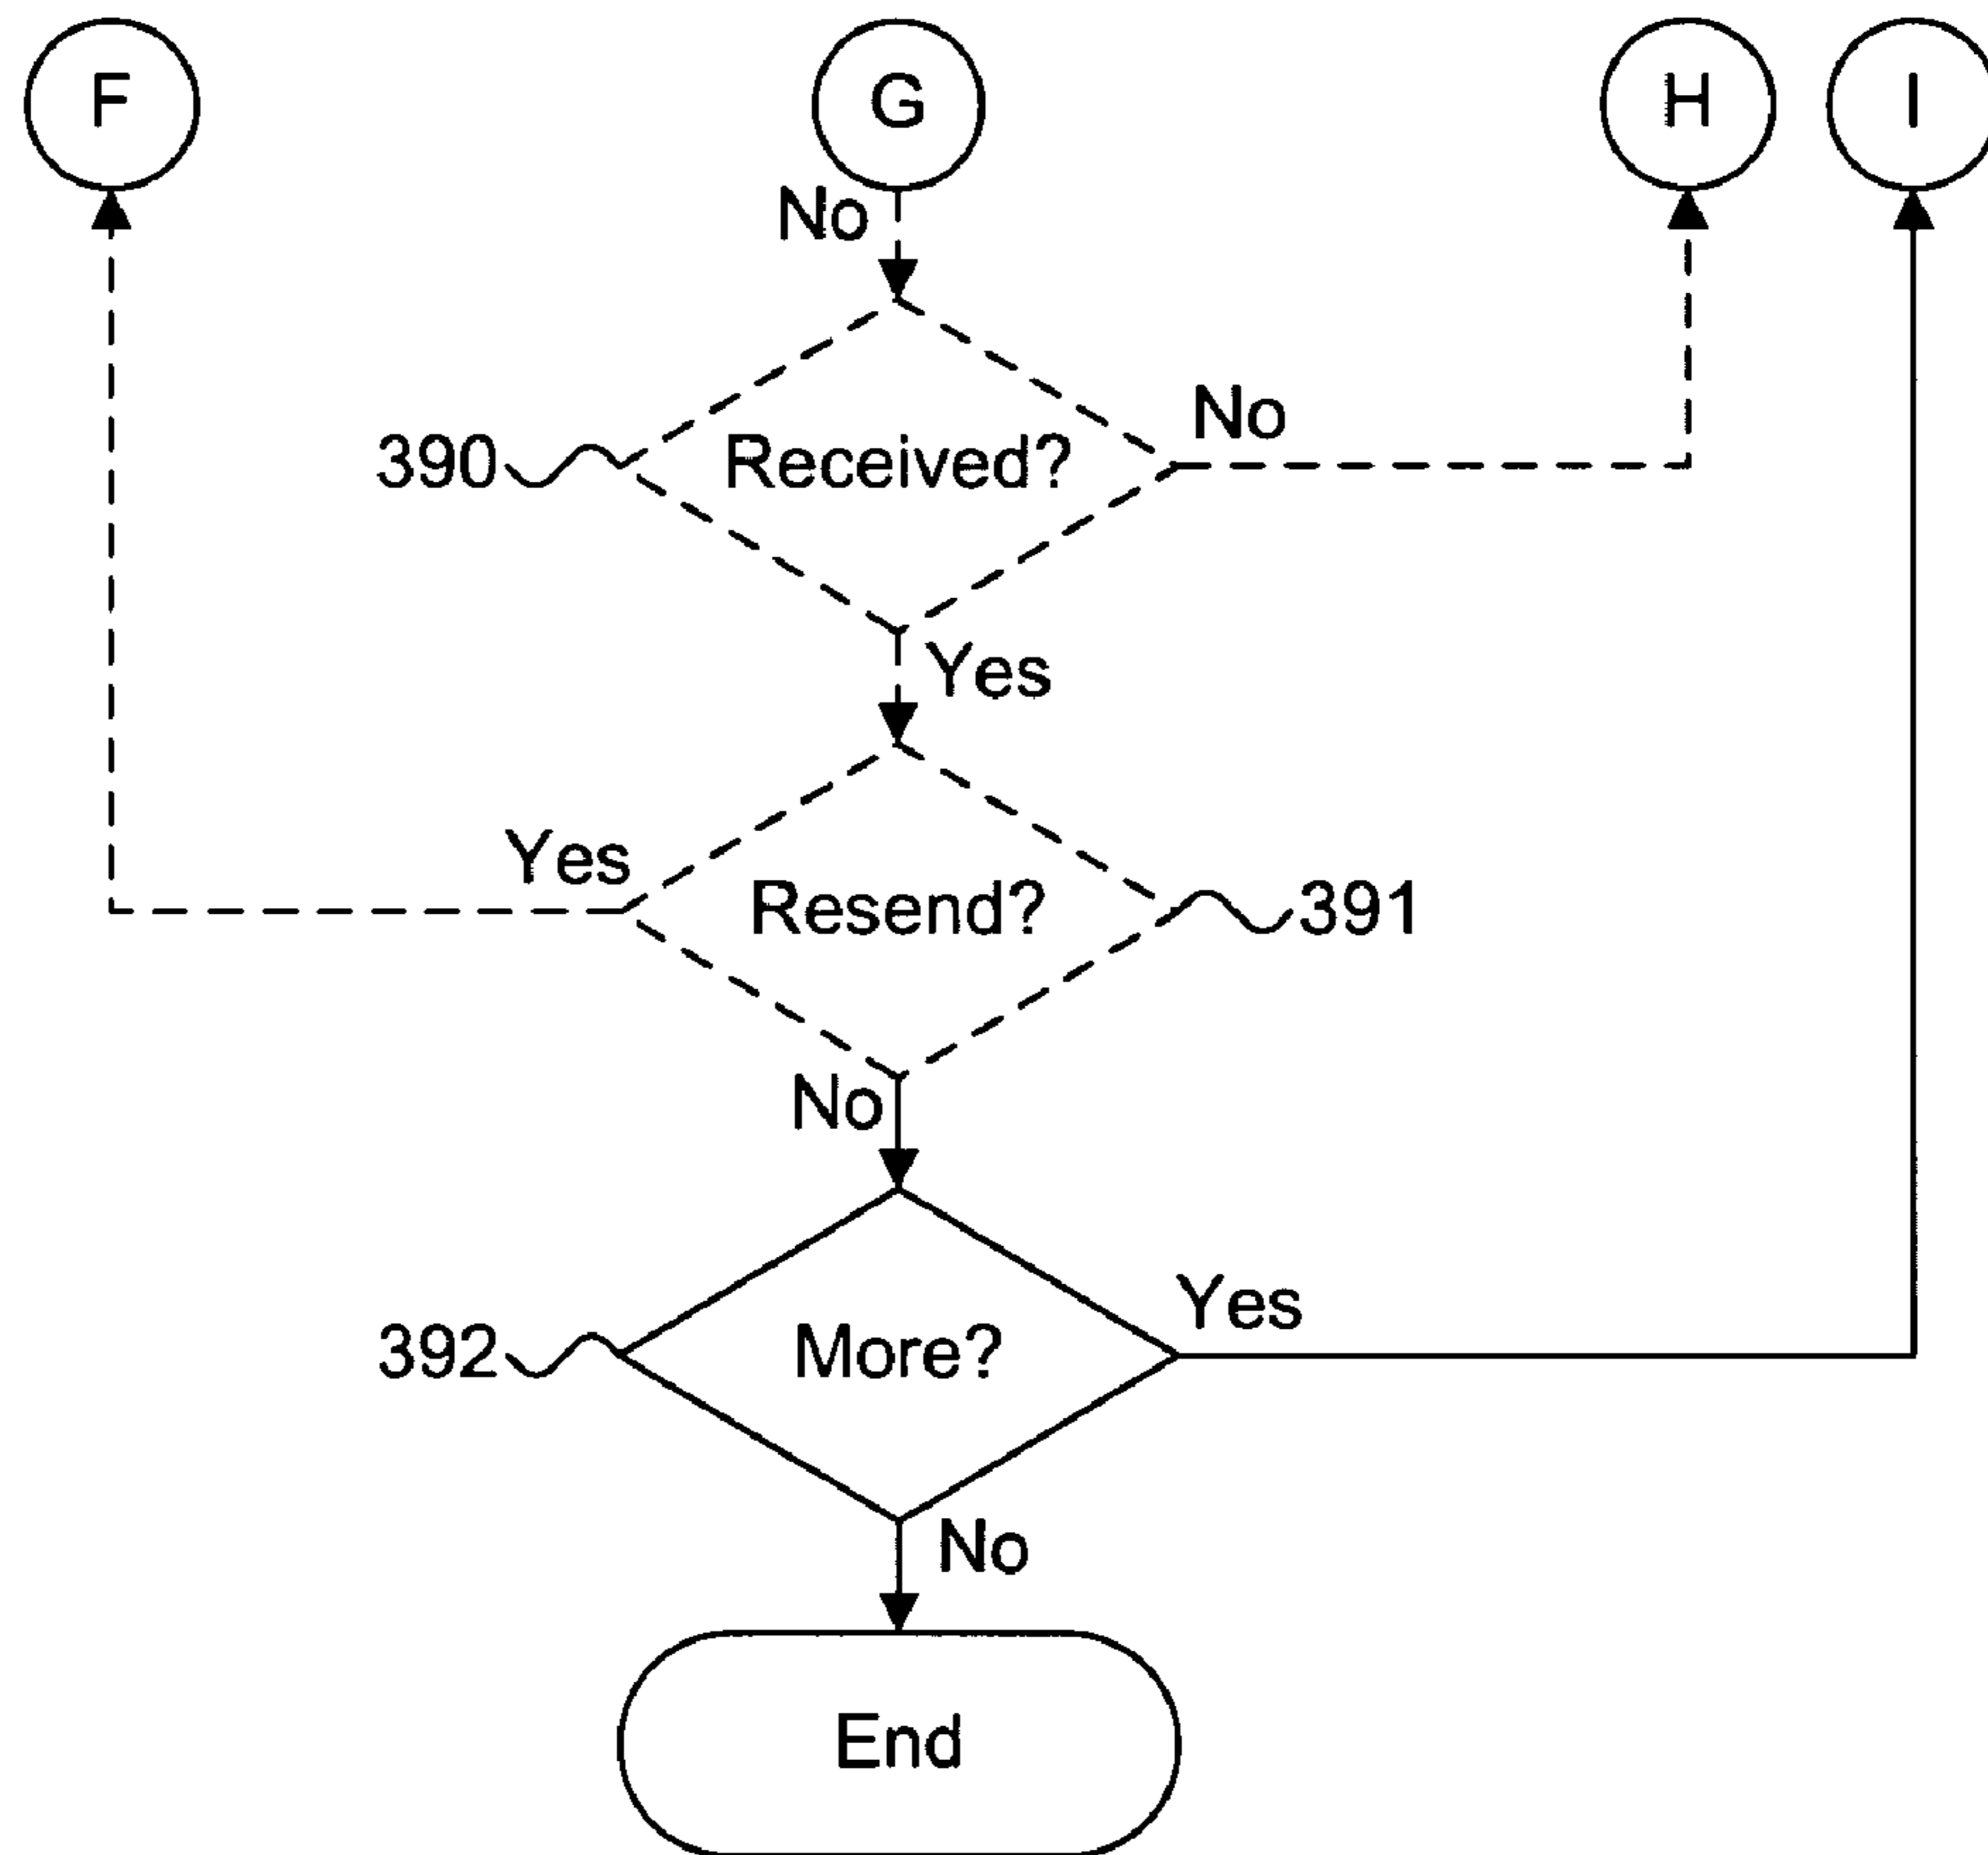 F
G
H
I
No
No
390
Received?
Yes
Yes
Resend?
391
No
Yes
392
More?
No
End